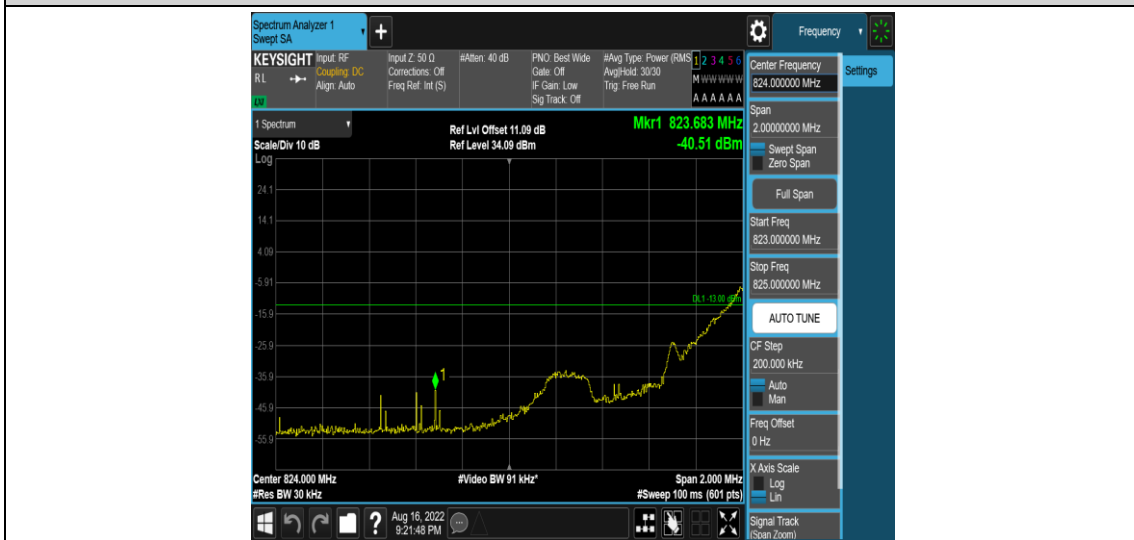 Spectrum Analyzer 1
Swept SA
+
Frequency
KEYSIGHT
RL
LXI
Input: RF
Coupling: DC
Align: Auto
Input Z: 50 Ω
Corrections: Off
Freq Ref: Int (S)
#Atten: 40 dB
PNO: Best Wide
Gate: Off
IF Gain: Low
Sig Track: Off
#Avg Type: Power (RMS
Avg|Hold: 30/30
Trig: Free Run
1 2 3 4 5 6
M W W W W W
A A A A A A
Center Frequency
824.000000 MHz
Settings
Span
2.00000000 MHz
Swept Span
Zero Span
Full Span
Start Freq
823.000000 MHz
Stop Freq
825.000000 MHz
AUTO TUNE
CF Step
200.000 kHz
Auto
Man
Freq Offset
0 Hz
X Axis Scale
Log
Lin
Signal Track
(Span Zoom)
1 Spectrum
Scale/Div 10 dB
Ref Lvl Offset 11.09 dB
Ref Level 34.09 dBm
Mkr1 823.683 MHz
-40.51 dBm
Log
24.1
14.1
4.09
-5.91
DL1 -13.00 dBm
-15.9
-25.9
-35.9
1
-45.9
-55.9
Center 824.000 MHz
#Video BW 91 kHz*
Span 2.000 MHz
#Res BW 30 kHz
#Sweep 100 ms (601 pts)
?
Aug 16, 2022
9:21:48 PM